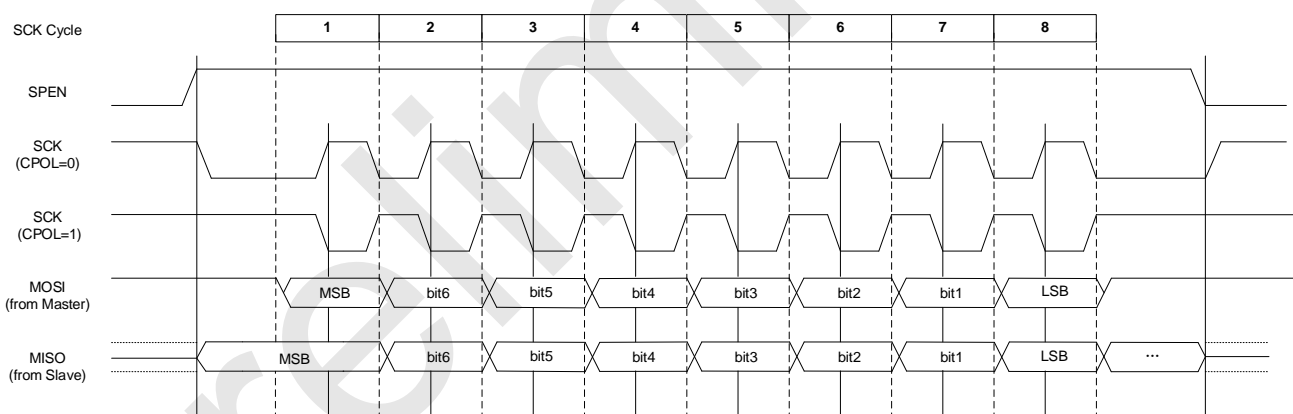 SCK Cycle 1 2 3 4 5 6 7 8
SPEN
SCK
(CPOL=0)
SCK
(CPOL=1)
MOSI
(from Master)
MSB bit6 bit5 bit4 bit3 bit2 bit1 LSB
MISO
(from Slave)
MSB bit6 bit5 bit4 bit3 bit2 bit1 LSB ...
relim